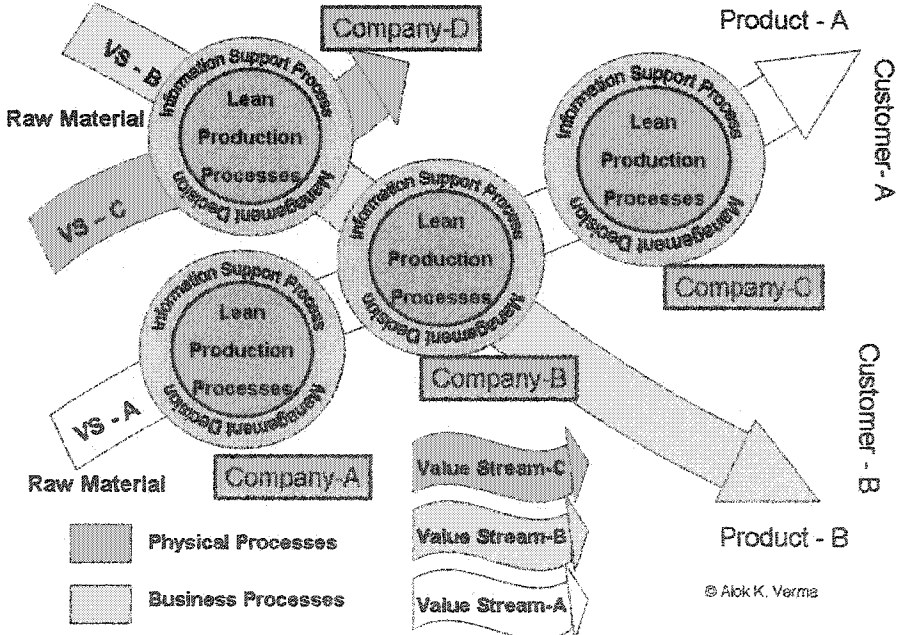 Company-D
Product - A
VS - B
Information Support Process
Lean
Production
Processes
Management Decision
Raw Material
VS - C
Information Support Process
Lean
Production
Processes
Management Decision
Customer- A
Information Support Process
Lean
Production
Processes
Management Decision
Company-C
Information Support Processes
Lean
Production
Processes
Management Decision
VS - A
Raw Material
Company-A
Company-B
Customer - B
Value Stream-C
Value Stream-B
Value Stream-A
Physical Processes
Business Processes
Product - B
© Alok K. Verma